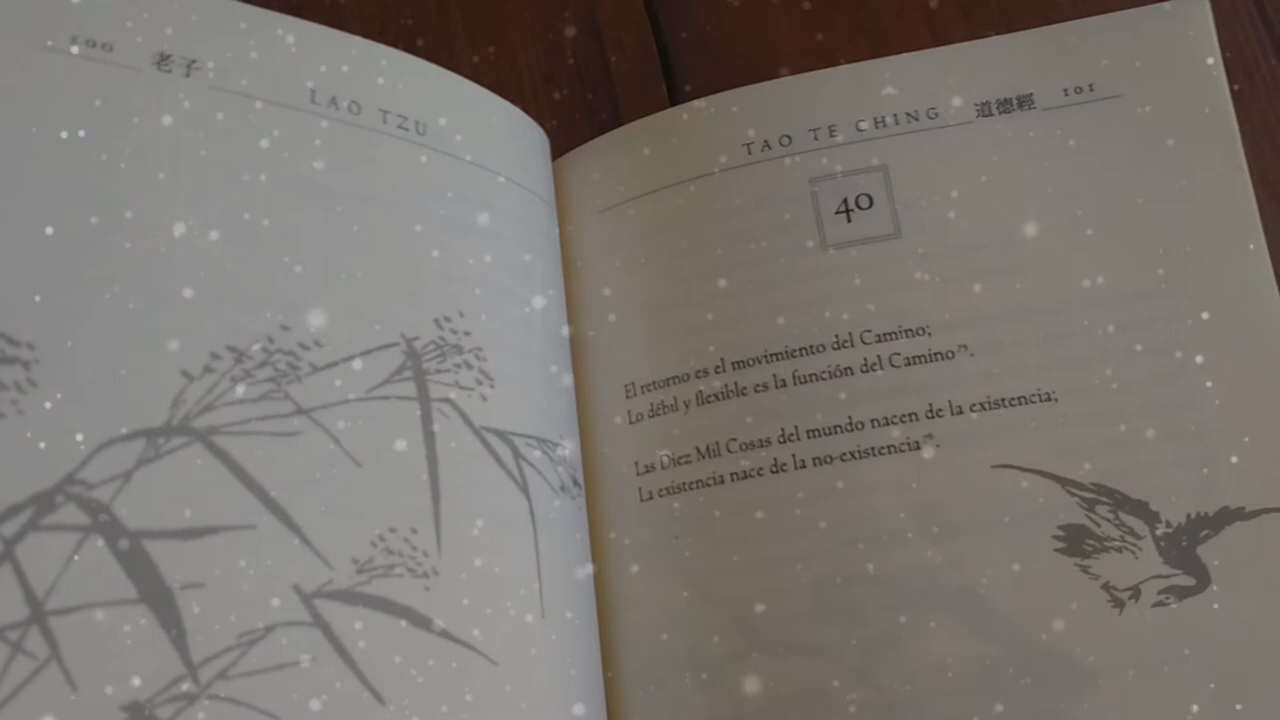 100 老子
LAO TZU
TAO TE CHING 道德經 101
40
El retorno es el movimiento del Camino;
Lo débil y flexible es la función del Camino⁷⁵.
Las Diez Mil Cosas del mundo nacen de la existencia;
La existencia nace de la no-existencia⁷⁶.